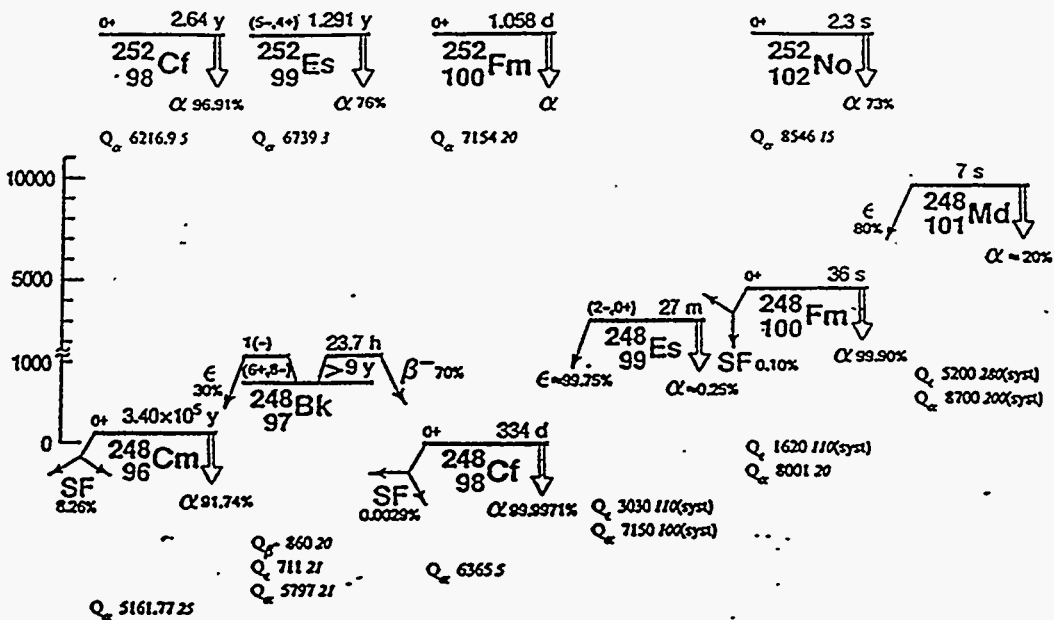 0+ 2.64 y
252 98 Cf
α 96.91%
Qα 6216.9 5
(5-,4+) 1.291 y
252 99 Es
α 76%
Qα 6739 3
0+ 1.058 d
252 100 Fm
α
Qα 7154 20
0+ 2.3 s
252 102 No
α 73%
Qα 8546 15
10000
5000
1000
0
7 s
248 101 Md
ϵ 80%
α ≈20%
Qϵ 5200 280(syst)
Qα 8700 200(syst)
0+ 36 s
248 100 Fm
SF 0.10%
α 99.90%
Qϵ 1620 110(syst)
Qα 8001 20
(2-,0+) 27 m
248 99 Es
ϵ ≈99.75%
α ≈0.25%
Qϵ 3030 110(syst)
Qα 7150 100(syst)
1(-) 23.7 h
(6+,8-) >9 y
248 97 Bk
ϵ 30%
β- 70%
Qβ- 860 20
Qϵ 711 21
Qα 5797 21
0+ 3.40×10⁵ y
248 96 Cm
SF 8.26%
α 91.74%
Qα 5161.77 25
0+ 334 d
248 98 Cf
SF 0.0029%
α 99.9971%
Qα 6365 5